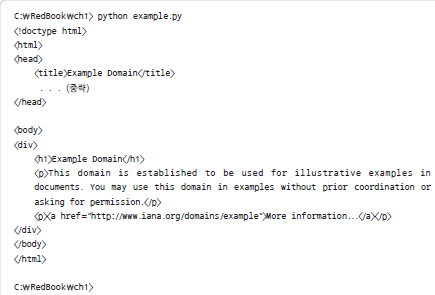 C:₩RedBook₩ch1> python example.py
<!doctype html>
<html>
<head>
<title>Example Domain</title>
. . . (중략)
</head>
<body>
<div>
<h1>Example Domain</h1>
<p>This domain is established to be used for illustrative examples in
documents. You may use this domain in examples without prior coordination or
asking for permission.</p>
<p><a href="http://www.iana.org/domains/example">More information...</a></p>
</div>
</body>
</html>
C:₩RedBook₩ch1>